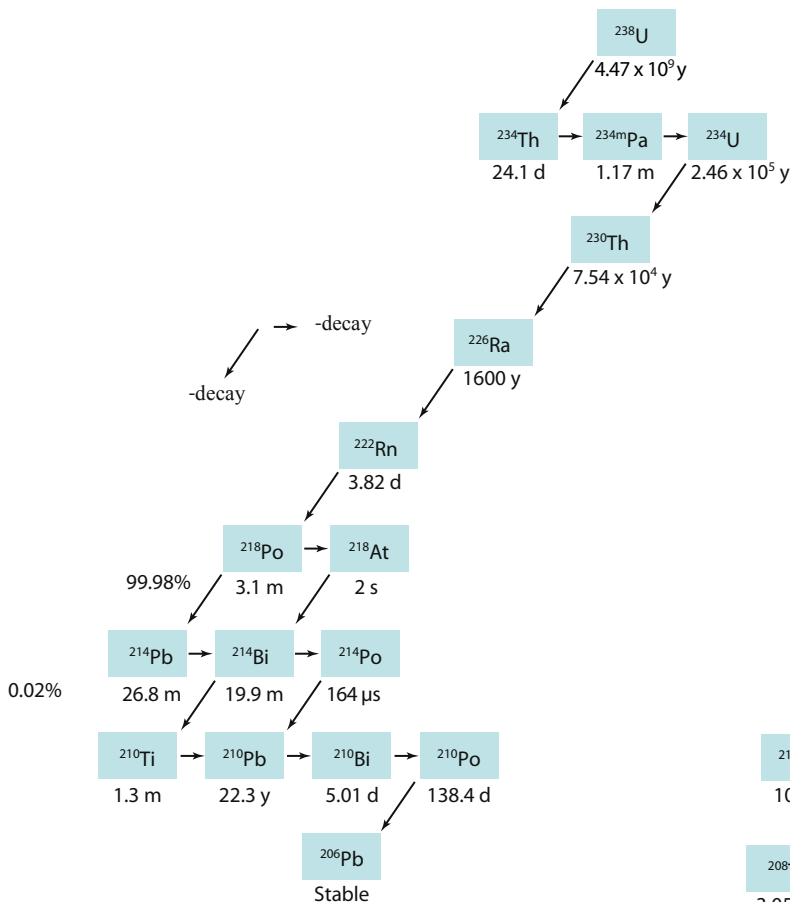 ²³⁸U
4.47 x 10⁹ y
²³⁴Th ²³⁴ᵐPa ²³⁴U
24.1 d 1.17 m 2.46 x 10⁵ y
²³⁰Th
7.54 x 10⁴ y
-decay
-decay
²²⁶Ra
1600 y
²²²Rn
3.82 d
²¹⁸Po ²¹⁸At
99.98% 3.1 m 2 s
²¹⁴Pb ²¹⁴Bi ²¹⁴Po
0.02% 26.8 m 19.9 m 164 µs
²¹⁰Ti ²¹⁰Pb ²¹⁰Bi ²¹⁰Po
1.3 m 22.3 y 5.01 d 138.4 d
10
²⁰⁶Pb
²⁰⁸
Stable